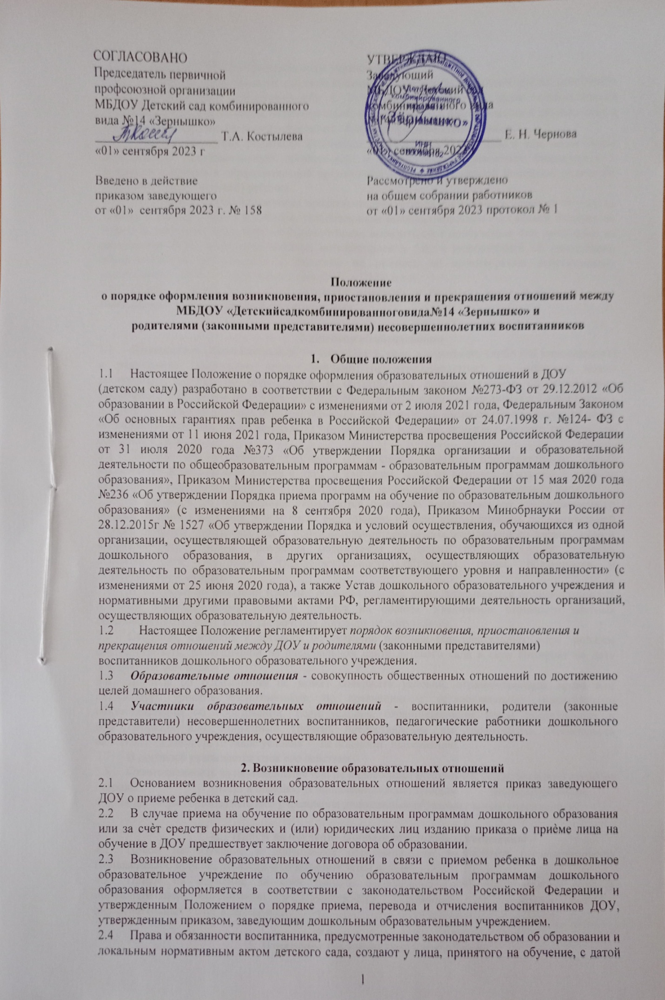 СОГЛАСОВАНО
Председатель первичной
профсоюзной организации
МБДОУ Детский сад комбинированного
вида №14 «Зернышко»
Т.А. Костылева
«01» сентября 2023 г
УТВЕРЖДАЮ
Заведующий
МБДОУ «Детский сад
комбинированного вида
№14 «Зернышко»
Е. Н. Чернова
«01» сентября 2023
Введено в действие
приказом заведующего
от «01» сентября 2023 г. № 158
Рассмотрено и утверждено
на общем собрании работников
от «01» сентября 2023 протокол № 1
Положение
о порядке оформления возникновения, приостановления и прекращения отношений между
МБДОУ «Детскийсадкомбинированноговида№14 «Зернышко» и
родителями (законными представителями) несовершеннолетних воспитанников
1. Общие положения
1.1 Настоящее Положение о порядке оформления образовательных отношений в ДОУ
(детском саду) разработано в соответствии с Федеральным законом №273-ФЗ от 29.12.2012 «Об
образовании в Российской Федерации» с изменениями от 2 июля 2021 года, Федеральным Законом
«Об основных гарантиях прав ребенка в Российской Федерации» от 24.07.1998 г. №124- ФЗ с
изменениями от 11 июня 2021 года, Приказом Министерства просвещения Российской Федерации
от 31 июля 2020 года №373 «Об утверждении Порядка организации и образовательной
деятельности по общеобразовательным программам - образовательным программам дошкольного
образования», Приказом Министерства просвещения Российской Федерации от 15 мая 2020 года
№236 «Об утверждении Порядка приема программ на обучение по образовательным дошкольного
образования» (с изменениями на 8 сентября 2020 года), Приказом Минобрнауки России от
28.12.2015г № 1527 «Об утверждении Порядка и условий осуществления, обучающихся из одной
организации, осуществляющей образовательную деятельность по образовательным программам
дошкольного образования, в других организациях, осуществляющих образовательную
деятельность по образовательным программам соответствующего уровня и направленности» (с
изменениями от 25 июня 2020 года), а также Устав дошкольного образовательного учреждения и
нормативными другими правовыми актами РФ, регламентирующими деятельность организаций,
осуществляющих образовательную деятельность.
1.2 Настоящее Положение регламентирует порядок возникновения, приостановления и
прекращения отношений между ДОУ и родителями (законными представителями)
воспитанников дошкольного образовательного учреждения.
1.3 Образовательные отношения - совокупность общественных отношений по достижению
целей домашнего образования.
1.4 Участники образовательных отношений - воспитанники, родители (законные
представители) несовершеннолетних воспитанников, педагогические работники дошкольного
образовательного учреждения, осуществляющие образовательную деятельность.
2. Возникновение образовательных отношений
2.1 Основанием возникновения образовательных отношений является приказ заведующего
ДОУ о приеме ребенка в детский сад.
2.2 В случае приема на обучение по образовательным программам дошкольного образования
или за счѐт средств физических и (или) юридических лиц изданию приказа о приѐме лица на
обучение в ДОУ предшествует заключение договора об образовании.
2.3 Возникновение образовательных отношений в связи с приемом ребенка в дошкольное
образовательное учреждение по обучению образовательным программам дошкольного
образования оформляется в соответствии с законодательством Российской Федерации и
утвержденным Положением о порядке приема, перевода и отчисления воспитанников ДОУ,
утвержденным приказом, заведующим дошкольным образовательным учреждением.
2.4 Права и обязанности воспитанника, предусмотренные законодательством об образовании и
локальным нормативным актом детского сада, создают у лица, принятого на обучение, с датой
1